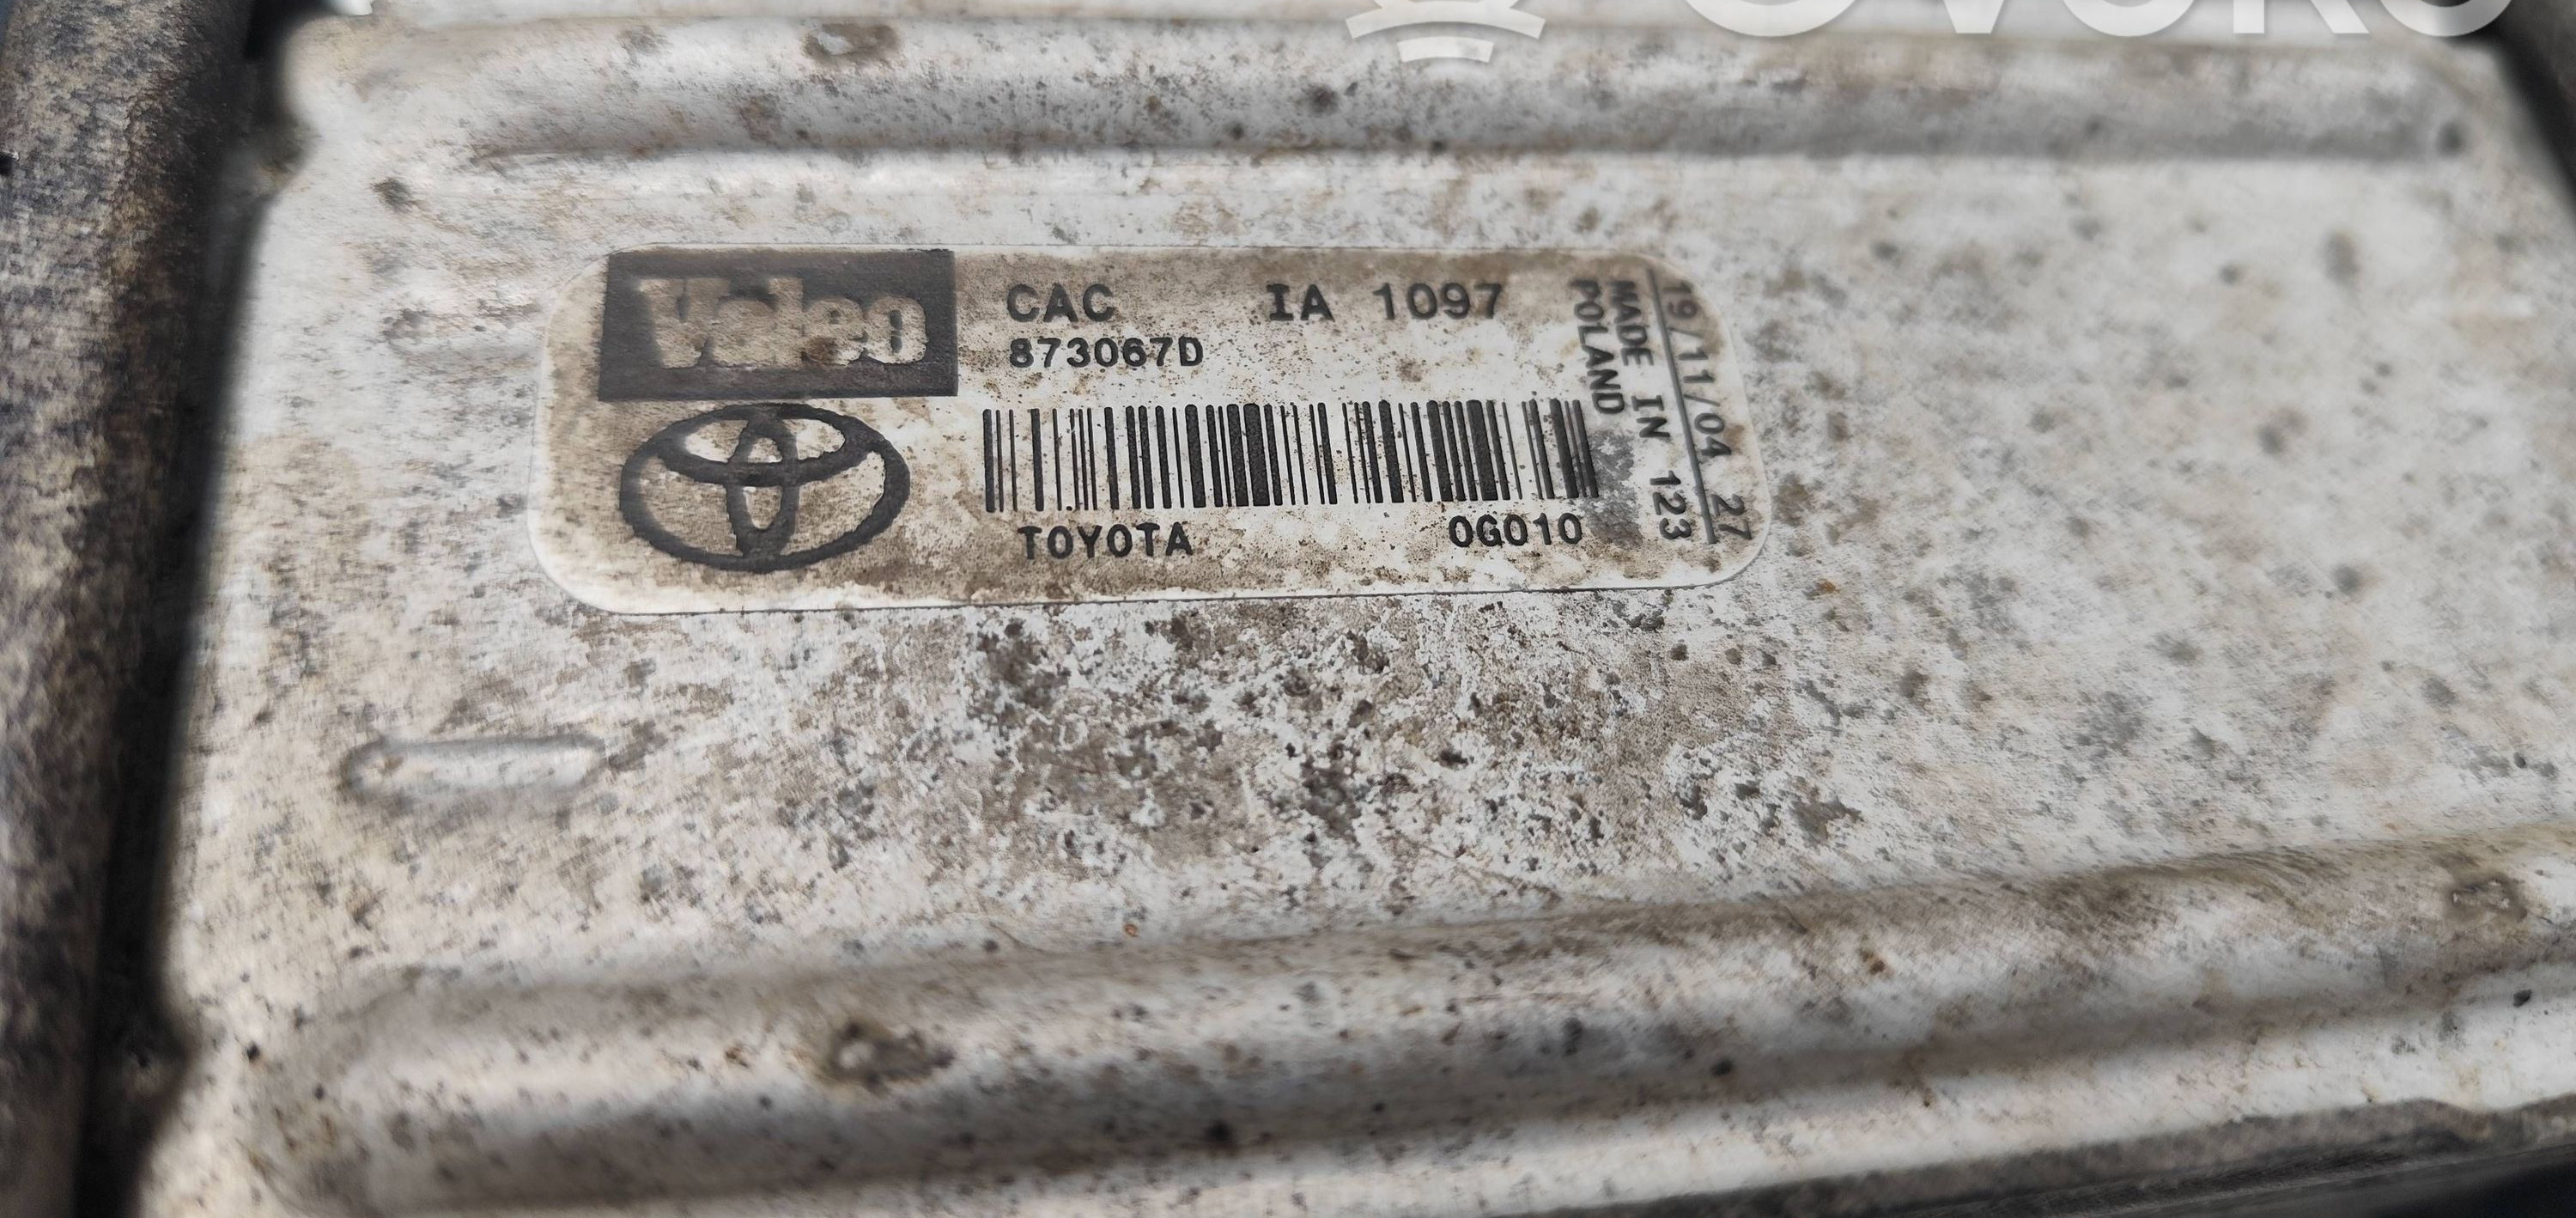 Valeo
CAC IA 1097
873067D
TOYOTA 0G010
MADE IN 123
POLAND
19/11/04 27